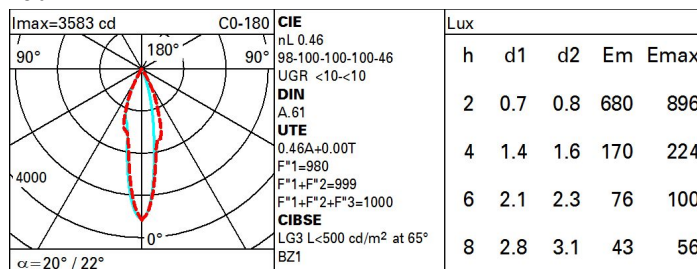 Imax=3583 cd C0-180
90° 180° 90°
4000
0°
α=20° / 22°
CIE
nL 0.46
98-100-100-100-46
UGR <10-<10
DIN
A.61
UTE
0.46A+0.00T
F"1=980
F"1+F"2=999
F"1+F"2+F"3=1000
CIBSE
LG3 L<500 cd/m² at 65°
BZ1
Lux
h d1 d2 Em Emax
2 0.7 0.8 680 896
4 1.4 1.6 170 224
6 2.1 2.3 76 100
8 2.8 3.1 43 56